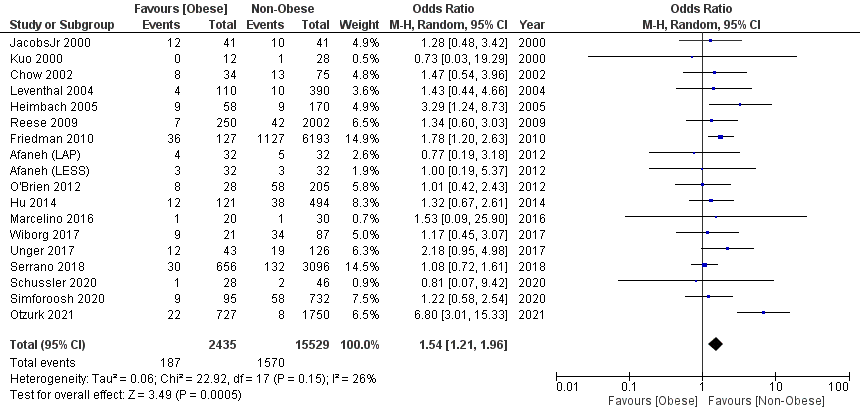 Favours [Obese] Non-Obese Odds Ratio Odds Ratio
Study or Subgroup Events Total Events Total Weight M-H, Random, 95% CI Year M-H, Random, 95% CI
JacobsJr 2000 12 41 10 41 4.9% 1.28 [0.48, 3.42] 2000
Kuo 2000 0 12 1 28 0.5% 0.73 [0.03, 19.29] 2000
Chow 2002 8 34 13 75 4.8% 1.47 [0.54, 3.96] 2002
Leventhal 2004 4 110 10 390 3.4% 1.43 [0.44, 4.66] 2004
Heimbach 2005 9 58 9 170 4.9% 3.29 [1.24, 8.73] 2005
Reese 2009 7 250 42 2002 6.5% 1.34 [0.60, 3.03] 2009
Friedman 2010 36 127 1127 6193 14.9% 1.78 [1.20, 2.63] 2010
Afaneh (LAP) 4 32 5 32 2.6% 0.77 [0.19, 3.18] 2012
Afaneh (LESS) 3 32 3 32 1.9% 1.00 [0.19, 5.37] 2012
O'Brien 2012 8 28 58 205 5.8% 1.01 [0.42, 2.43] 2012
Hu 2014 12 121 38 494 8.5% 1.32 [0.67, 2.61] 2014
Marcelino 2016 1 20 1 30 0.7% 1.53 [0.09, 25.90] 2016
Wiborg 2017 9 21 34 87 5.0% 1.17 [0.45, 3.07] 2017
Unger 2017 12 43 19 126 6.3% 2.18 [0.95, 4.98] 2017
Serrano 2018 30 656 132 3096 14.5% 1.08 [0.72, 1.61] 2018
Schussler 2020 1 28 2 46 0.9% 0.81 [0.07, 9.42] 2020
Simforoosh 2020 9 95 58 732 7.4% 1.22 [0.58, 2.54] 2020
Otzurk 2021 22 727 8 1750 6.5% 6.80 [3.01, 15.33] 2021
Total (95% CI) 2435 15529 100.0% 1.54 [1.21, 1.96]
Total events 187 1570
Heterogeneity: Tau² = 0.06; Chi² = 22.92, df = 17 (P = 0.15); I² = 26%
Test for overall effect: Z = 3.49 (P = 0.0005)
0.01 0.1 1 10 100
Favours [Obese] Favours [Non-Obese]